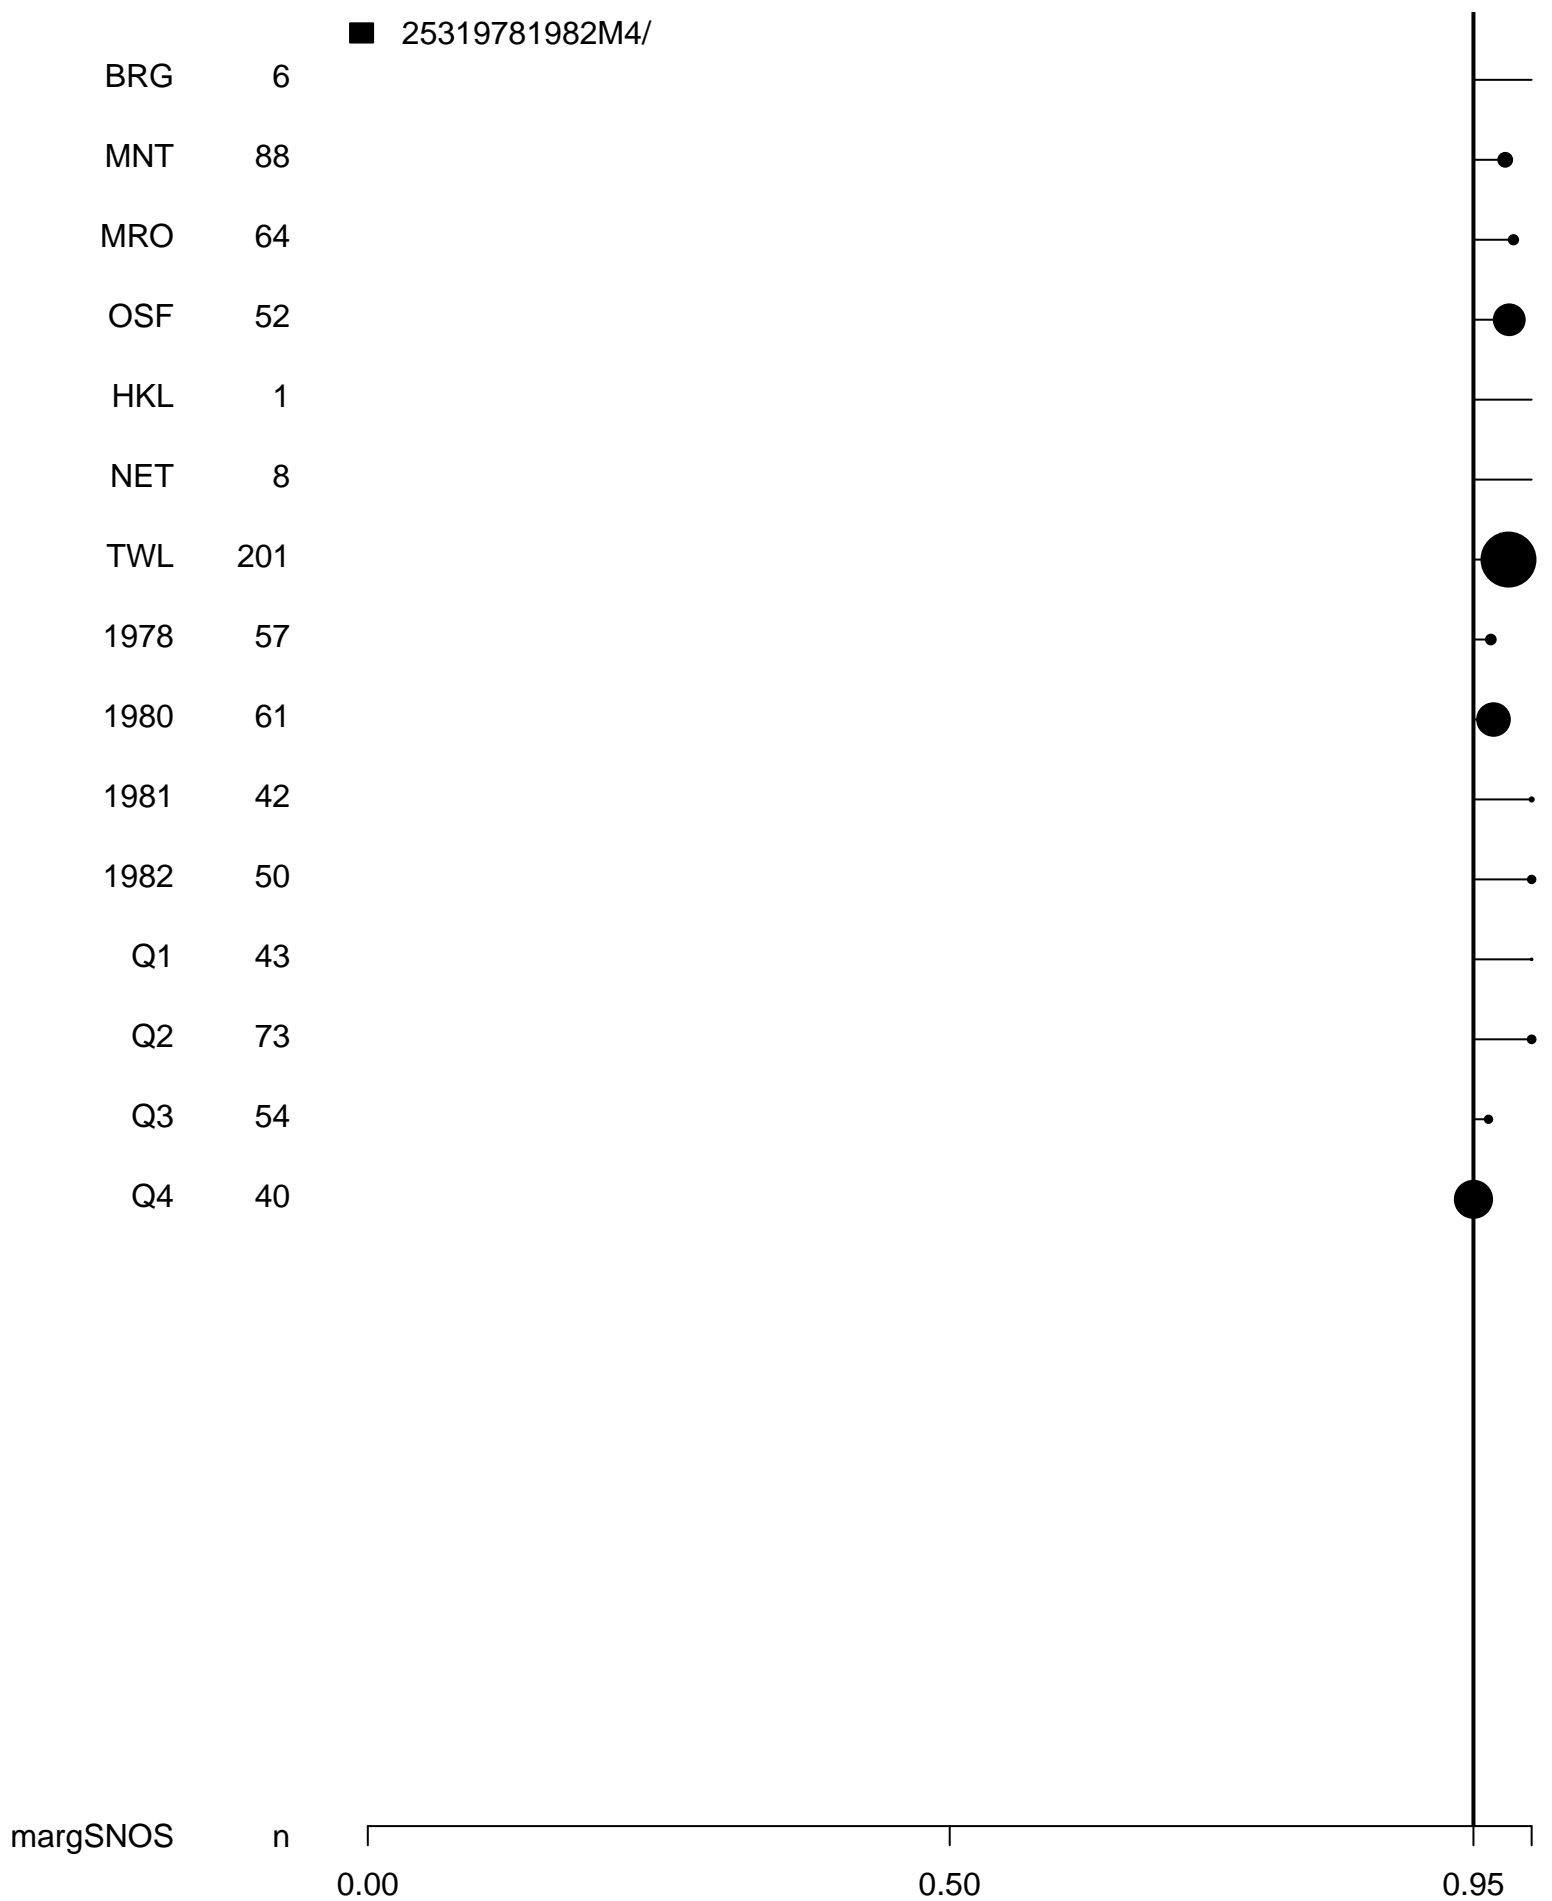 25319781982M4/
BRG 6
MNT 88
MRO 64
OSF 52
HKL 1
NET 8
TWL 201
1978 57
1980 61
1981 42
1982 50
Q1 43
Q2 73
Q3 54
Q4 40
margSNOS n
0.00 0.50 0.95